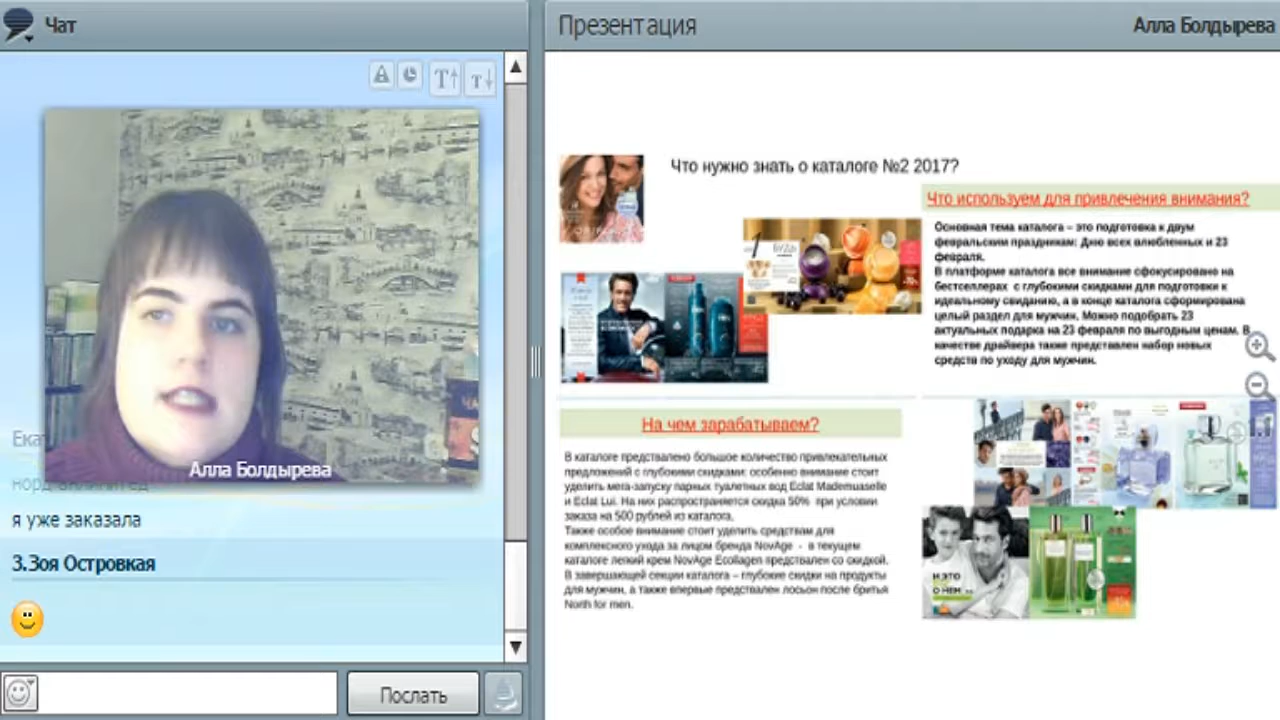 Чат
Алла Болдырева
я уже заказала
3.Зоя Островкая
Послать
Презентация
Алла Болдырева
Что нужно знать о каталоге №2 2017?
Что используем для привлечения внимания?
Основная тема каталога – это подготовка к двум
февральским праздникам: Дню всех влюбленных и 23
февраля.
В платформе каталога все внимание сфокусировано на
бестселлерах с глубокими скидками для подготовки к
идеальному свиданию, а в конце каталога сформирована
целый раздел для мужчин. Можно подобрать 23
актуальных подарка на 23 февраля по выгодным ценам. В
качестве драйвера также представлен набор новых
средств по уходу для мужчин.
На чем зарабатываем?
В каталоге представлено большое количество привлекательных
предложений с глубокими скидками: особенно внимание стоит
уделить мега-запуску парных туалетных вод Eclat Mademuaselle
и Eclat Lui. На них распространяется скидка 50% при условии
заказа на 500 рублей из каталога.
Также особое внимание стоит уделить средствам для
комплексного ухода за лицом бренда NovAge - в текущем
каталоге легкий крем NovAge Ecollagen представлен со скидкой.
В завершающей секции каталога – глубокие скидки на продукты
для мужчин, а также впервые представлен лосьон после бритья
North for men.
И ЭТО
О НЕМ